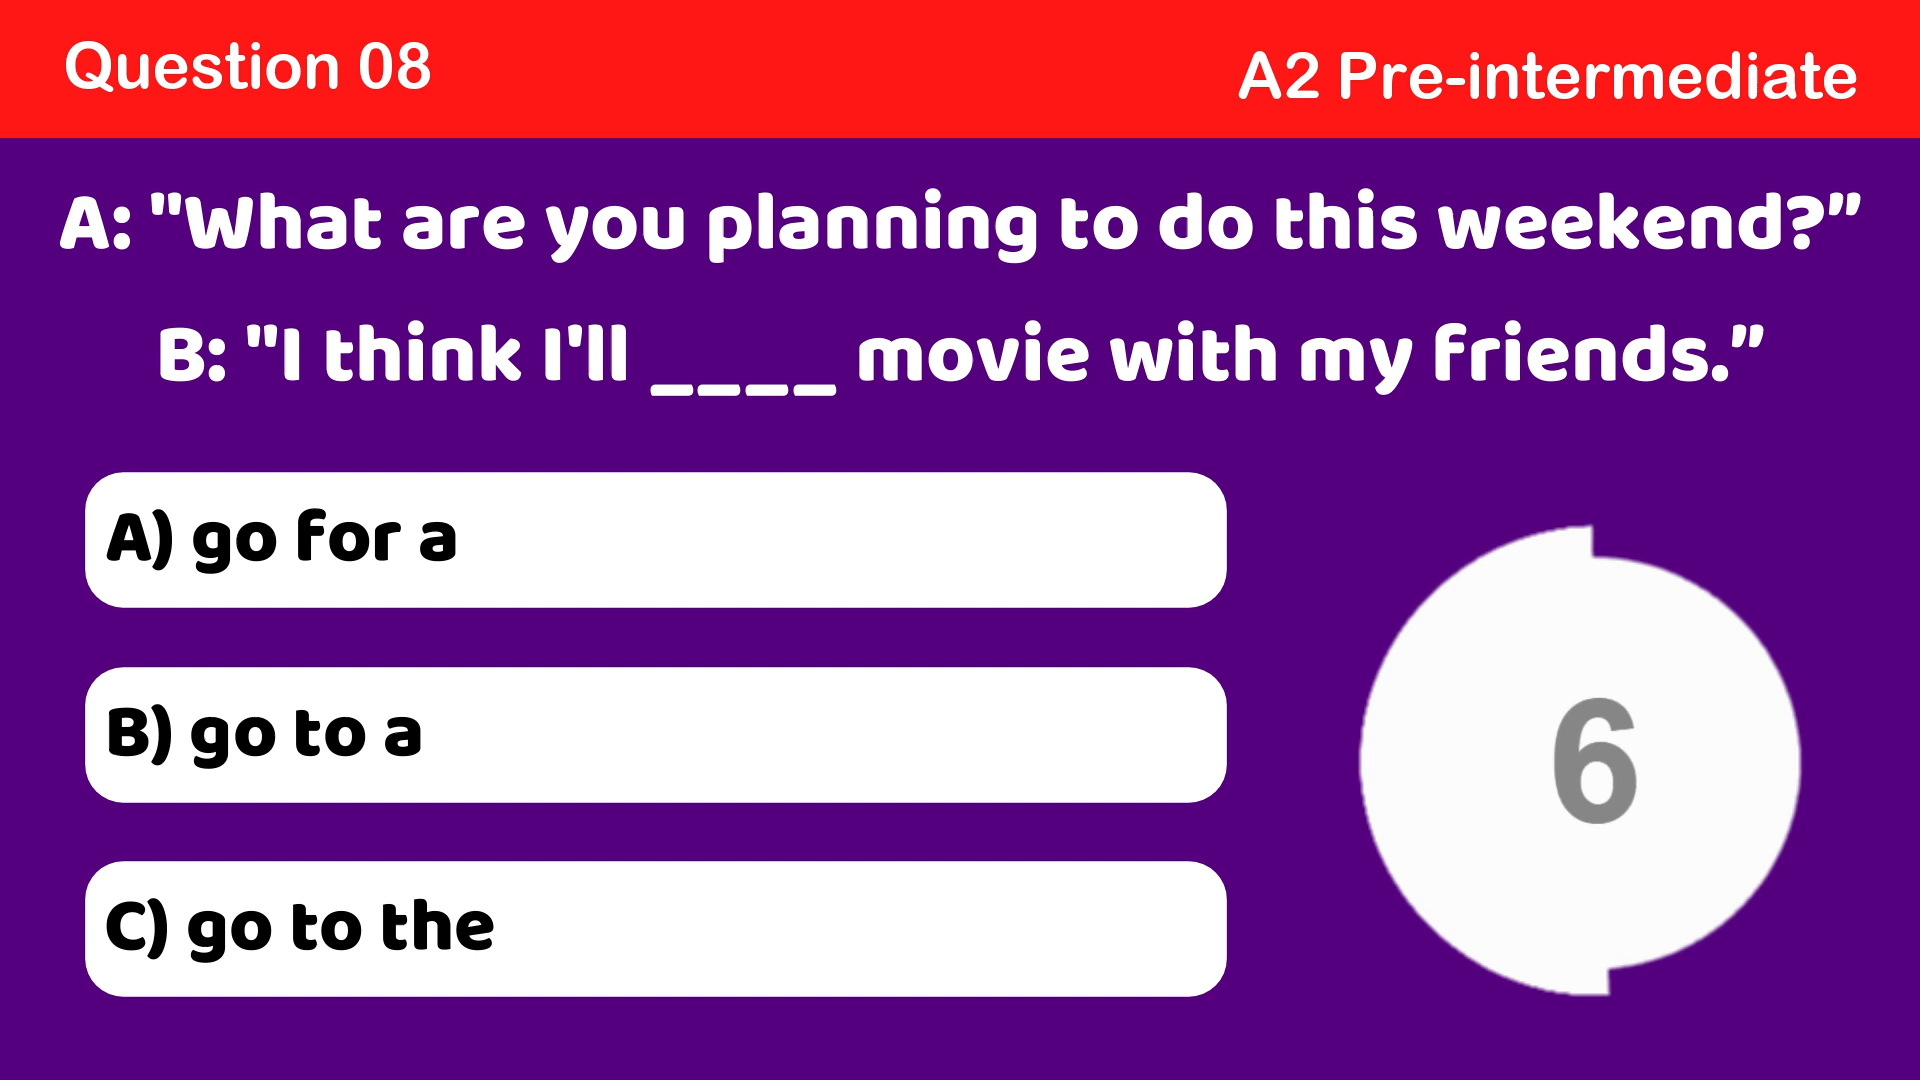 Question 08
A2 Pre-intermediate
A: "What are you planning to do this weekend?”
B: "I think I'll ____ movie with my friends.”
A) go for a
B) go to a
C) go to the
6